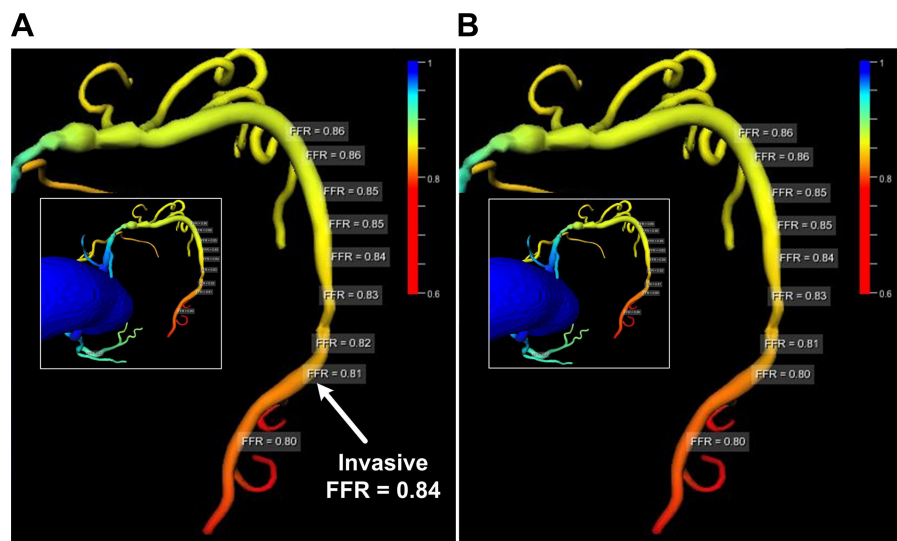 A
B
FFR = 0.86
FFR = 0.86
FFR = 0.85
FFR = 0.85
FFR = 0.84
FFR = 0.83
FFR = 0.82
FFR = 0.81
FFR = 0.80
Invasive
FFR = 0.84
1
0.8
0.6
FFR = 0.86
FFR = 0.86
FFR = 0.85
FFR = 0.85
FFR = 0.84
FFR = 0.83
FFR = 0.81
FFR = 0.80
FFR = 0.80
1
0.8
0.6